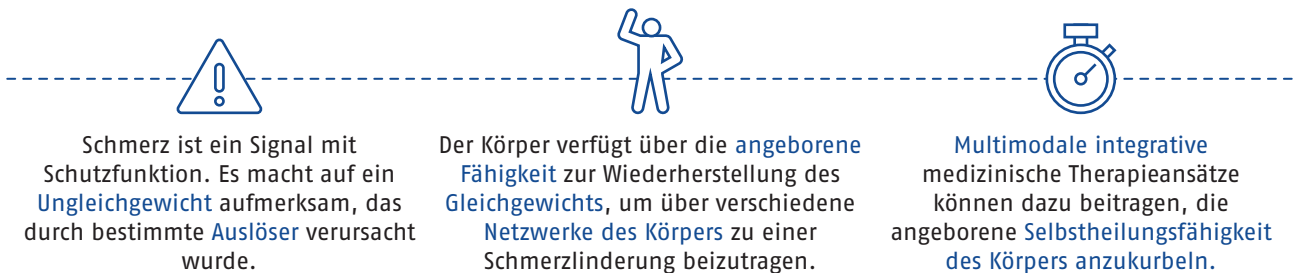 Schmerz ist ein Signal mit
Schutzfunktion. Es macht auf ein
Ungleichgewicht aufmerksam, das
durch bestimmte Auslöser verursacht
wurde.
Der Körper verfügt über die angeborene
Fähigkeit zur Wiederherstellung des
Gleichgewichts, um über verschiedene
Netzwerke des Körpers zu einer
Schmerzlinderung beizutragen.
Multimodale integrative
medizinische Therapieansätze
können dazu beitragen, die
angeborene Selbstheilungsfähigkeit
des Körpers anzukurbeln.